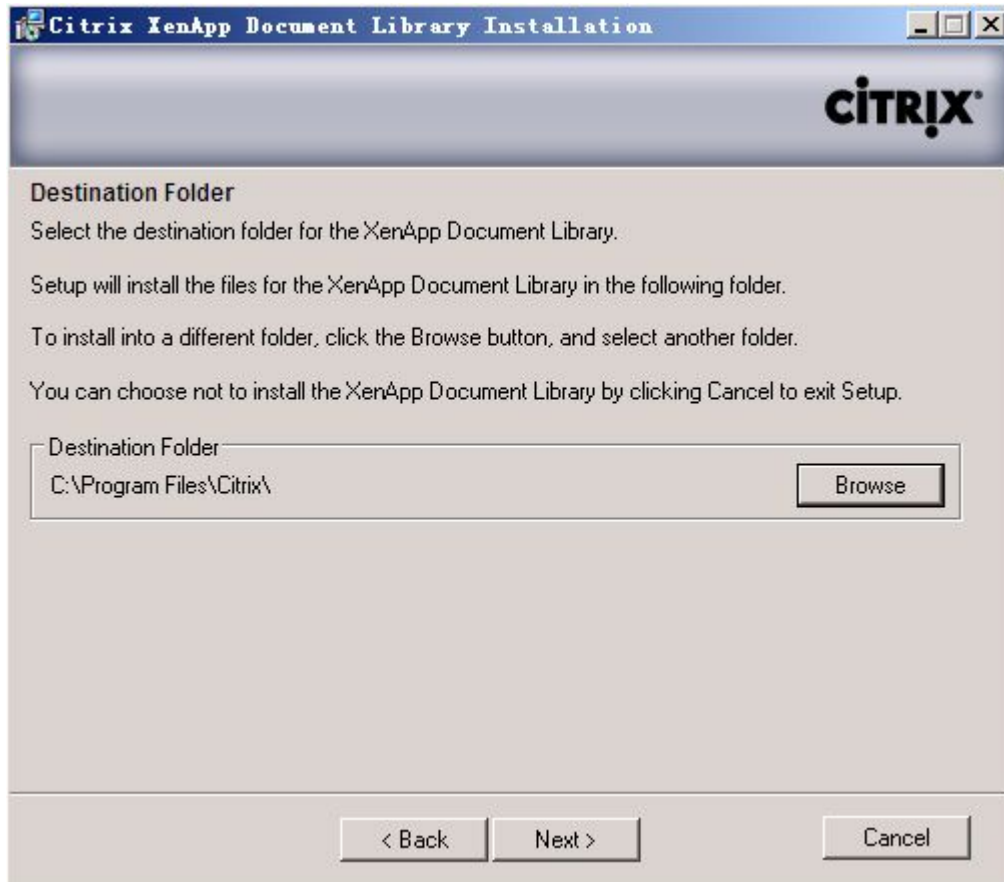 Citrix XenApp Document Library Installation
CITRIX
Destination Folder
Select the destination folder for the XenApp Document Library.
Setup will install the files for the XenApp Document Library in the following folder.
To install into a different folder, click the Browse button, and select another folder.
You can choose not to install the XenApp Document Library by clicking Cancel to exit Setup.
Destination Folder
C:\Program Files\Citrix\
Browse
< Back
Next >
Cancel